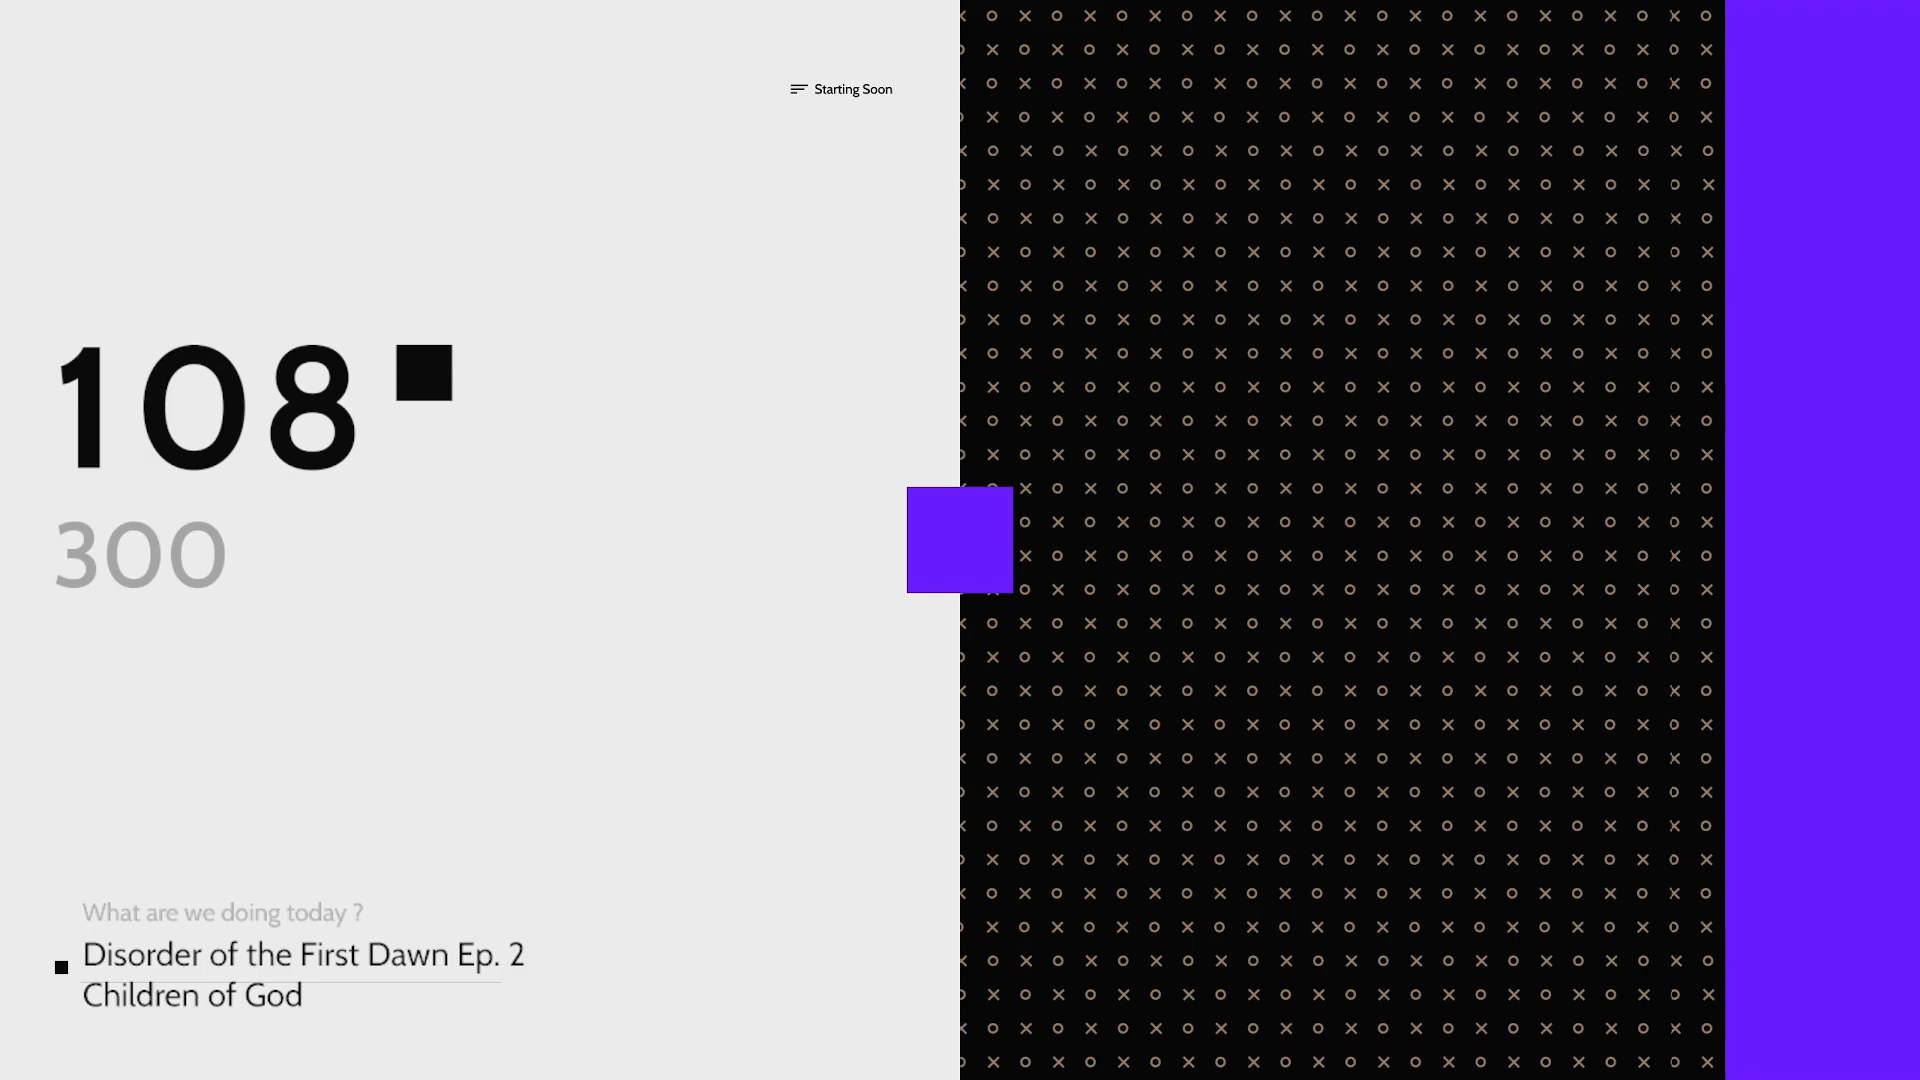 Starting Soon
108
300
What are we doing today ?
Disorder of the First Dawn Ep. 2
Children of God